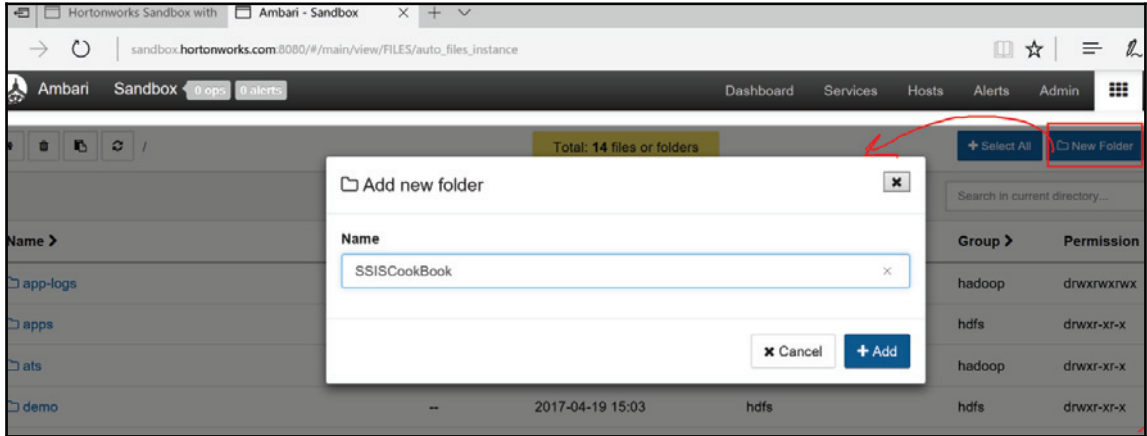 Hortonworks Sandbox with
Ambari - Sandbox
sandbox.hortonworks.com:8080/#/main/view/FILES/auto_files_instance
Ambari Sandbox 0 ops 0 alerts Dashboard Services Hosts Alerts Admin
/ Total: 14 files or folders + Select All New Folder
Add new folder
Search in current directory...
Name
Name > Group > Permission
SSISCookBook
app-logs hadoop drwxrwxrwx
apps hdfs drwxr-xr-x
Cancel + Add
ats hadoop drwxr-xr-x
demo -- 2017-04-19 15:03 hdfs hdfs drwxr-xr-x